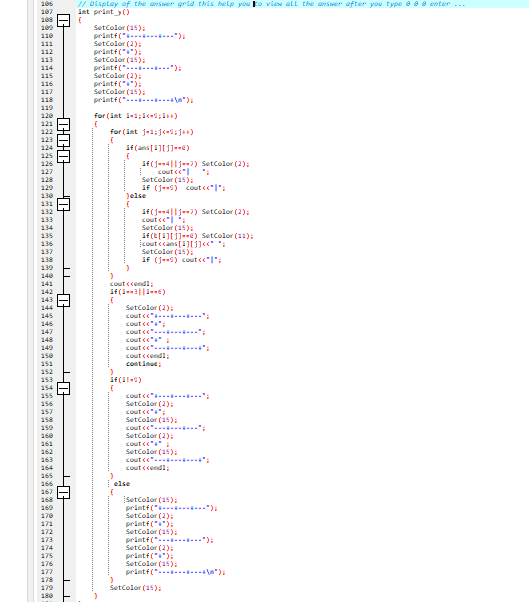 106 // Display of the answer grid this help you to view all the answer after you type 0 0 0 enter ...
107 int print_y()
108 {
109 SetColor(15);
110 printf("+---+---+---");
111 SetColor(2);
112 printf("+");
113 SetColor(15);
114 printf("---+---+---");
115 SetColor(2);
116 printf("+");
117 SetColor(15);
118 printf("---+---+---+\n");
119
120 for(int i=1;i<=9;i++)
121 {
122 for(int j=1;j<=9;j++)
123 {
124 if(ans[i][j]==0)
125 {
126 if(j==4||j==7) SetColor(2);
127 cout<<"|   ";
128 SetColor(15);
129 if (j==9) cout<<"|";
130 }else
131 {
132 if(j==4||j==7) SetColor(2);
133 cout<<"| ";
134 SetColor(15);
135 if(b[i][j]==0) SetColor(11);
136 cout<<ans[i][j]<<" ";
137 SetColor(15);
138 if (j==9) cout<<"|";
139 }
140 }
141 cout<<endl;
142 if(i==3||i==6)
143 {
144 SetColor(2);
145 cout<<"+---+---+---";
146 cout<<"+";
147 cout<<"---+---+---";
148 cout<<"+" ;
149 cout<<"---+---+---+";
150 cout<<endl;
151 continue;
152 }
153 if(i!=9)
154 {
155 cout<<"+---+---+---";
156 SetColor(2);
157 cout<<"+";
158 SetColor(15);
159 cout<<"---+---+---";
160 SetColor(2);
161 cout<<"+" ;
162 SetColor(15);
163 cout<<"---+---+---+";
164 cout<<endl;
165 }
166 else
167 {
168 SetColor(15);
169 printf("+---+---+---");
170 SetColor(2);
171 printf("+");
172 SetColor(15);
173 printf("---+---+---");
174 SetColor(2);
175 printf("+");
176 SetColor(15);
177 printf("---+---+---+\n");
178 }
179 SetColor(15);
180 }